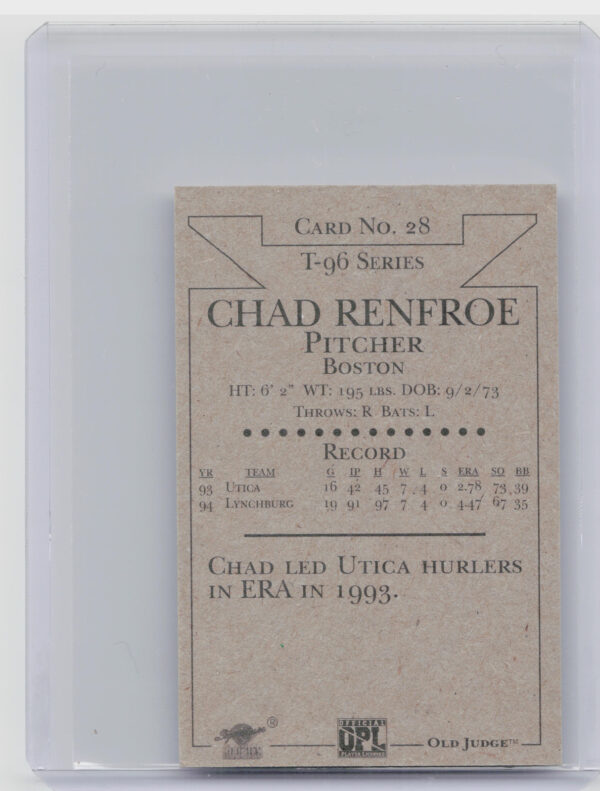 CARD NO. 28
T-96 SERIES
CHAD RENFROE
PITCHER
BOSTON
HT: 6' 2" WT: 195 LBS. DOB: 9/2/73
THROWS: R BATS: L
RECORD
YR TEAM G IP H W L S ERA SO BB
93 UTICA 16 42 45 7 4 0 2.78 73 39
94 LYNCHBURG 19 91 97 7 4 0 4.47 67 35
CHAD LED UTICA HURLERS
IN ERA IN 1993.
®
OFFICIAL
UPL
PLAYER LICENSEE
OLD JUDGE™